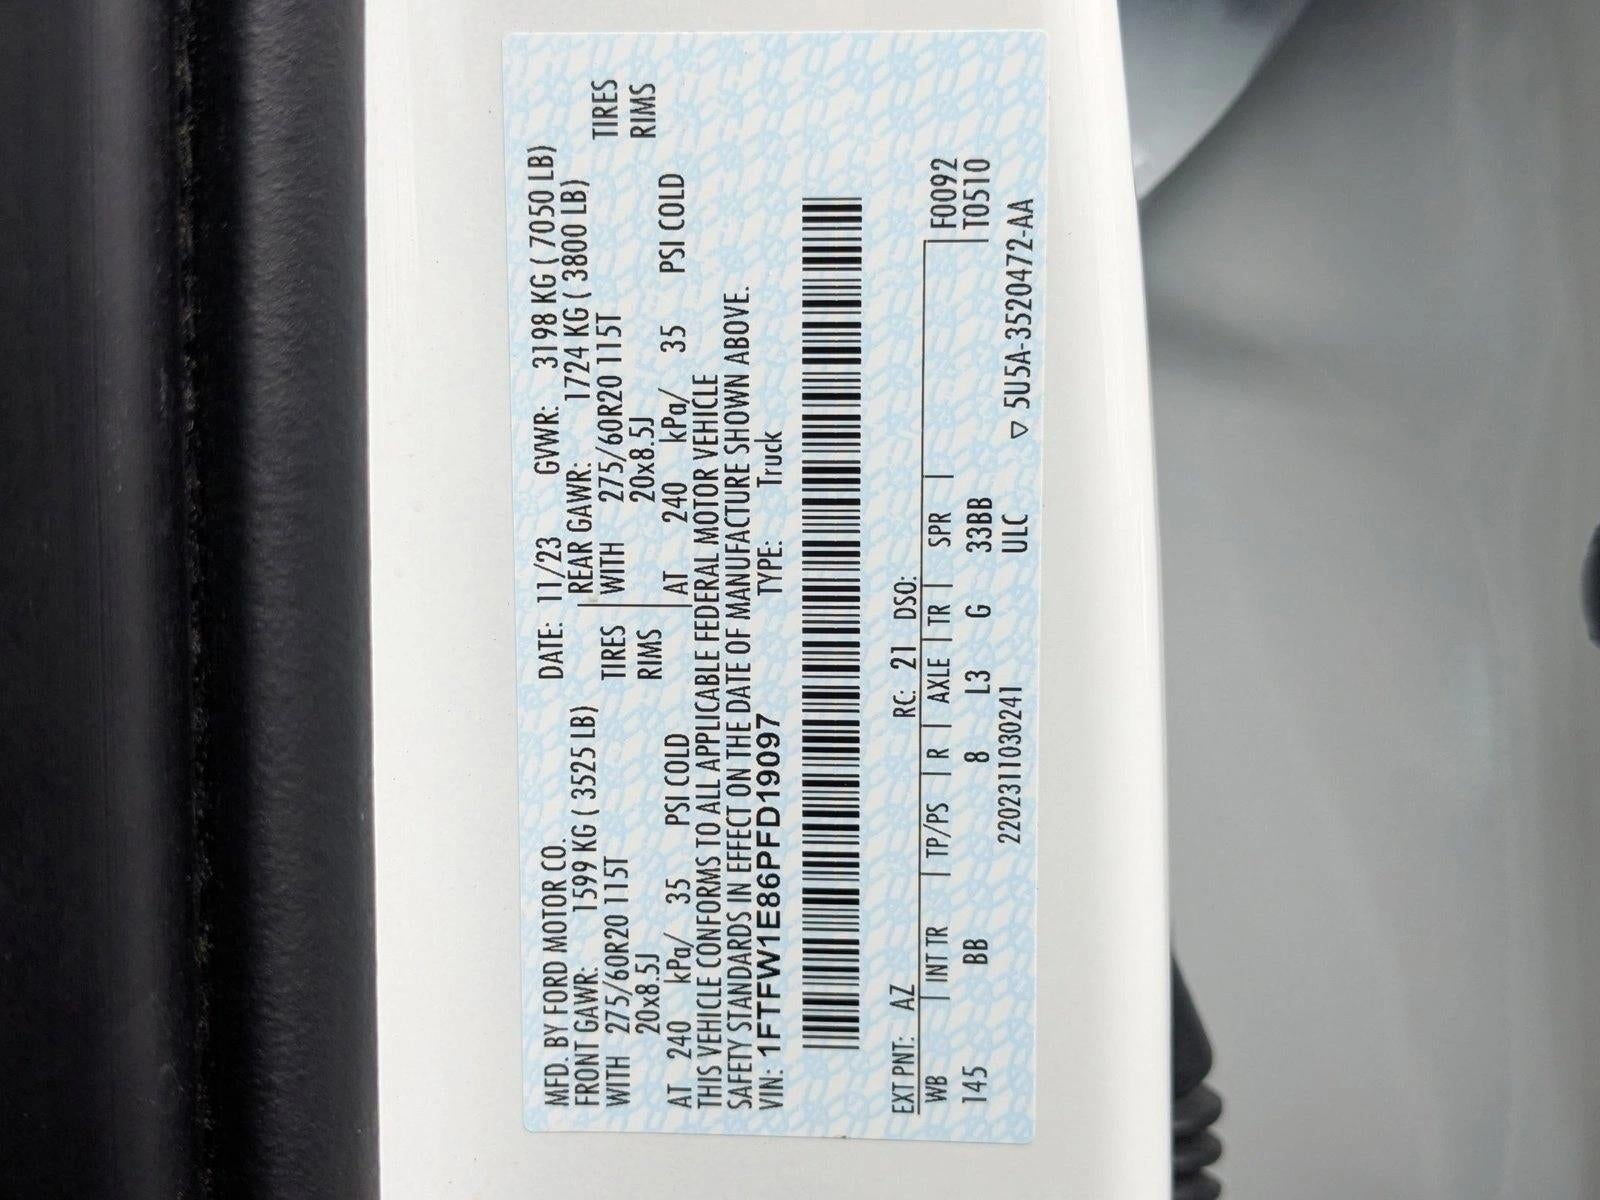 MFD. BY FORD MOTOR CO. DATE: 11/23 GVWR: 3198 KG ( 7050 LB)
FRONT GAWR: 1599 KG ( 3525 LB) REAR GAWR: 1724 KG ( 3800 LB)
WITH 275/60R20 115T TIRES WITH 275/60R20 115T TIRES
20x8.5J RIMS 20x8.5J RIMS
AT 240 kPa/ 35 PSI COLD AT 240 kPa/ 35 PSI COLD
THIS VEHICLE CONFORMS TO ALL APPLICABLE FEDERAL MOTOR VEHICLE
SAFETY STANDARDS IN EFFECT ON THE DATE OF MANUFACTURE SHOWN ABOVE.
VIN: 1FTFW1E86PFD19097 TYPE: Truck
EXT PNT: AZ RC: 21 DSO: F0092
WB INT TR TP/PS R AXLE TR SPR T0510
145 BB 8 L3 G 33BB
2202311030241 ULC ▽ 5U5A-3520472-AA